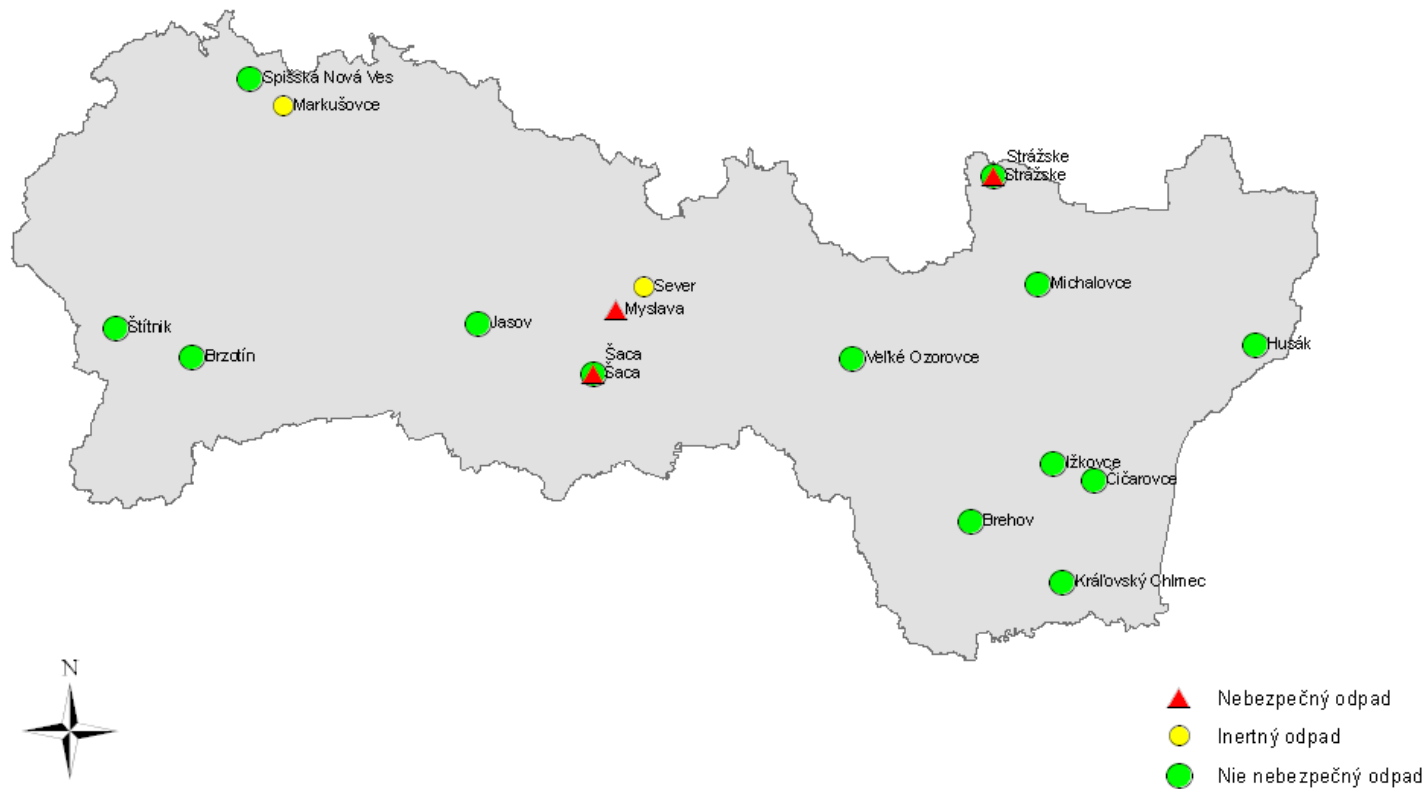 Spišská Nová Ves
Markušovce
Strážske
Strážske
Michalovce
Sever
Myslava
Jasov
Štítnik
Brzotín
Šaca
Šaca
Veľké Ozorovce
Husák
Ižkovce
Čičarovce
Brehov
Kráľovský Chlmec
N
Nebezpečný odpad
Inertný odpad
Nie nebezpečný odpad